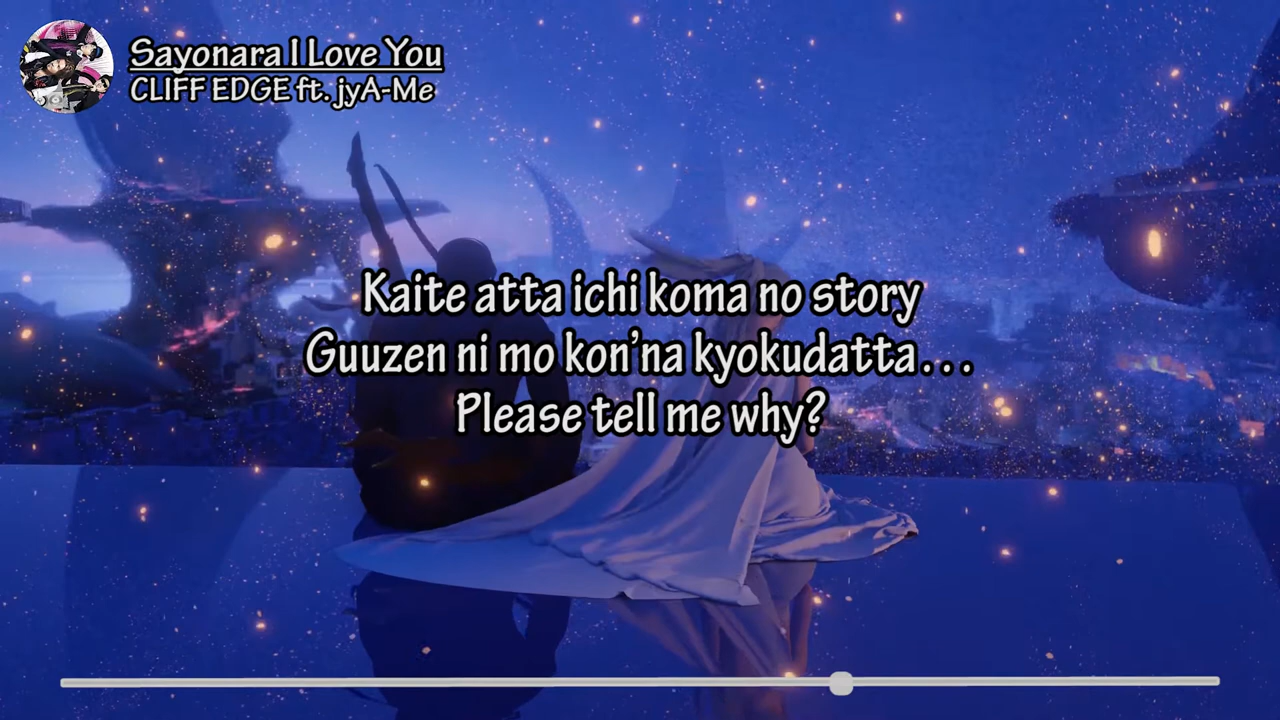 Sayonara I Love You
CLIFF EDGE ft. jyA-Me
Kaite atta ichi koma no story
Guuzen ni mo kon'na kyokudatta...
Please tell me why?